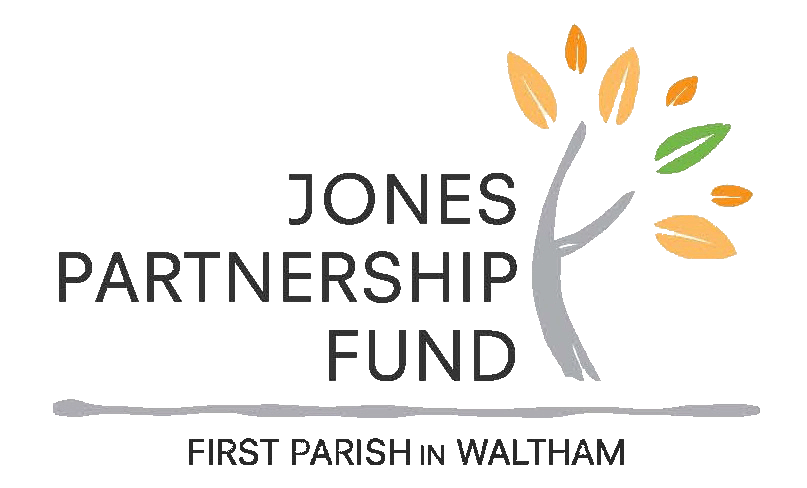 JONES
PARTNERSHIP
FUND
FIRST PARISH IN WALTHAM